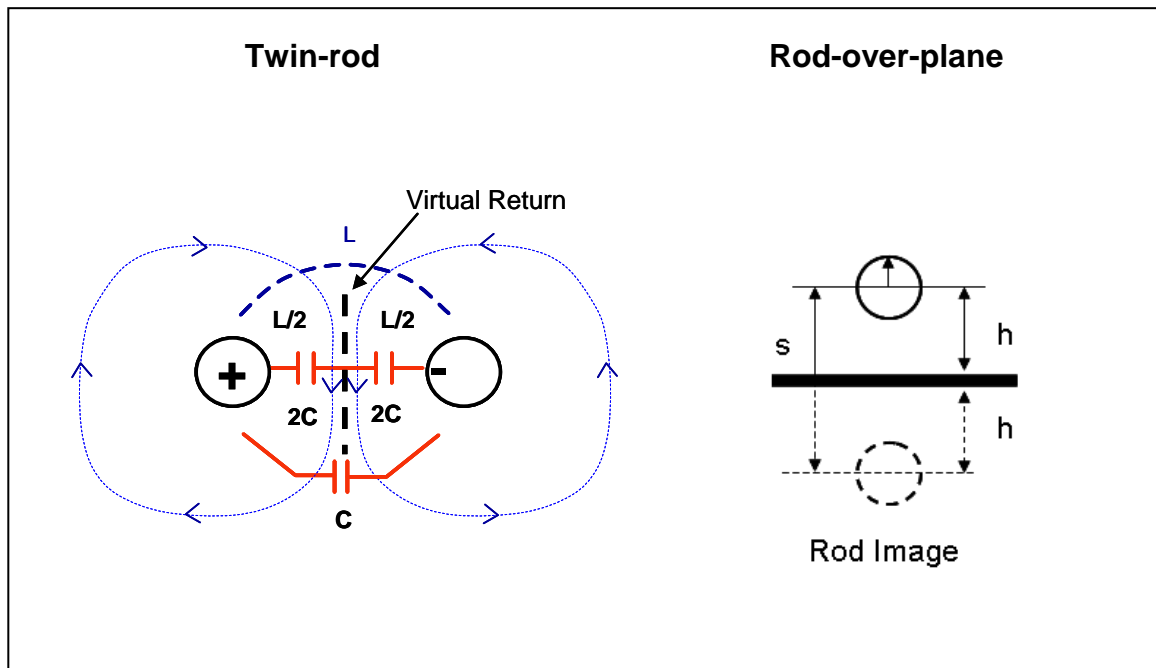 Twin-rod
Rod-over-plane
Virtual Return
L
L/2 L/2
+ -
2C 2C
C
s
h
h
Rod Image